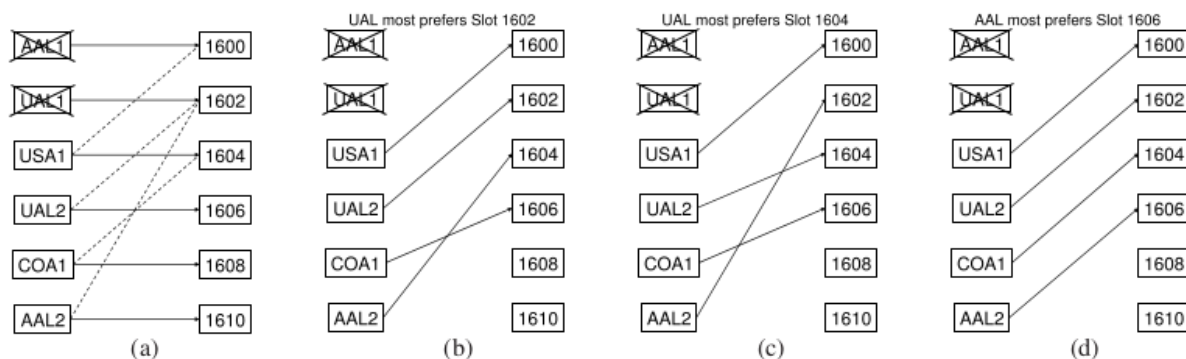 UAL most prefers Slot 1602 UAL most prefers Slot 1604 AAL most prefers Slot 1606
AAL1 1600 AAL1 1600 AAL1 1600 AAL1 1600
UAL1 1602 UAL1 1602 UAL1 1602 UAL1 1602
USA1 1604 USA1 1604 USA1 1604 USA1 1604
UAL2 1606 UAL2 1606 UAL2 1606 UAL2 1606
COA1 1608 COA1 1608 COA1 1608 COA1 1608
AAL2 1610 AAL2 1610 AAL2 1610 AAL2 1610
(a) (b) (c) (d)